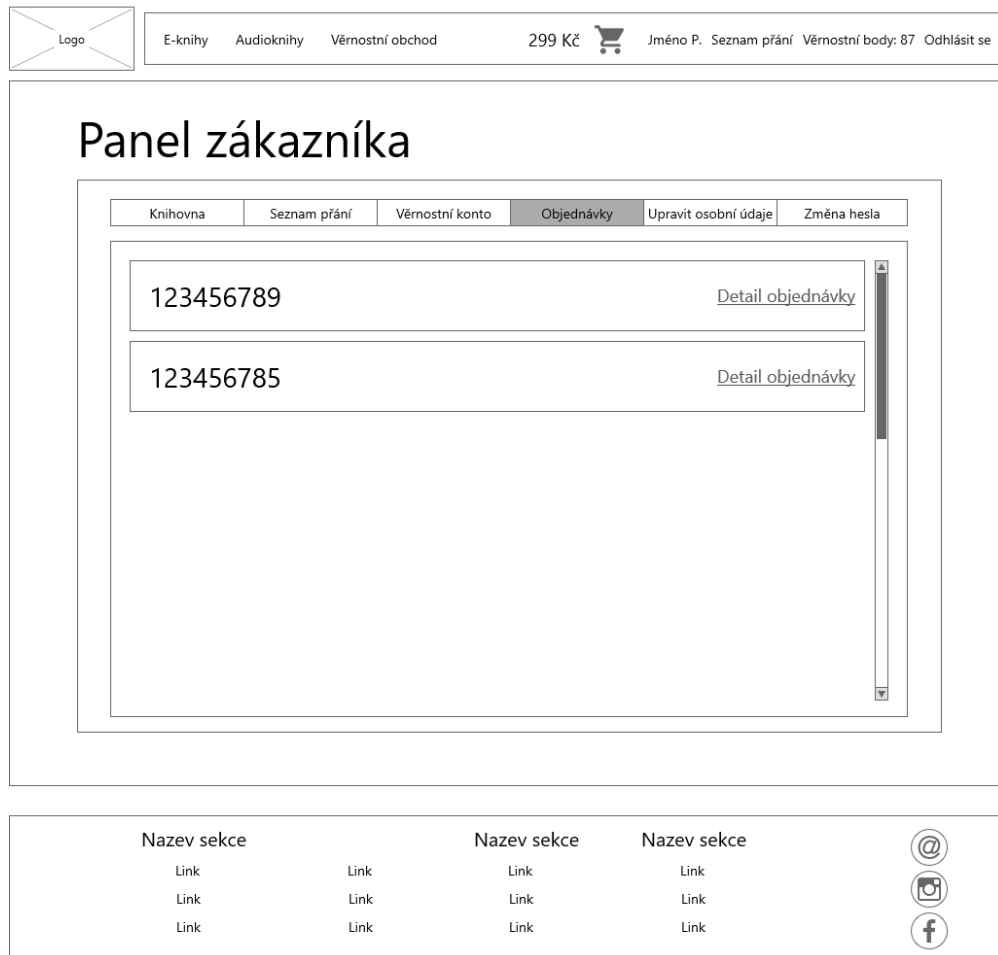 Logo
E-knihy Audioknihy Věrnostní obchod 299 Kč Jméno P. Seznam přání Věrnostní body: 87 Odhlásit se
Panel zákazníka
Knihovna Seznam přání Věrnostní konto Objednávky Upravit osobní údaje Změna hesla
123456789 Detail objednávky
123456785 Detail objednávky
Nazev sekce Nazev sekce Nazev sekce
Link Link Link Link
Link Link Link Link
Link Link Link Link